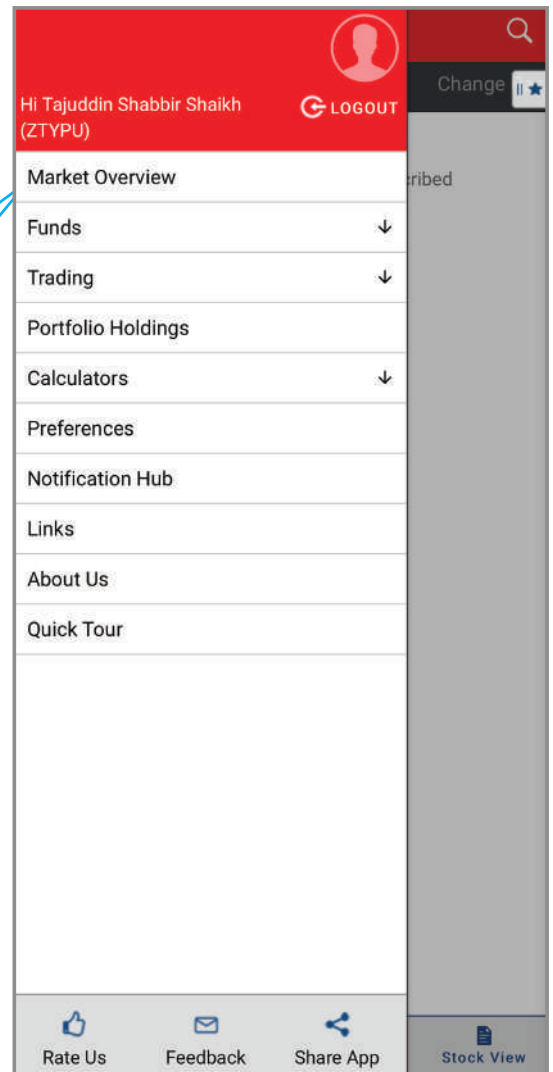 Hi Tajuddin Shabbir Shaikh
(ZTYPU)
LOGOUT
Change
Market Overview
cribed
Funds
Trading
Portfolio Holdings
Calculators
Preferences
Notification Hub
Links
About Us
Quick Tour
Rate Us
Feedback
Share App
Stock View